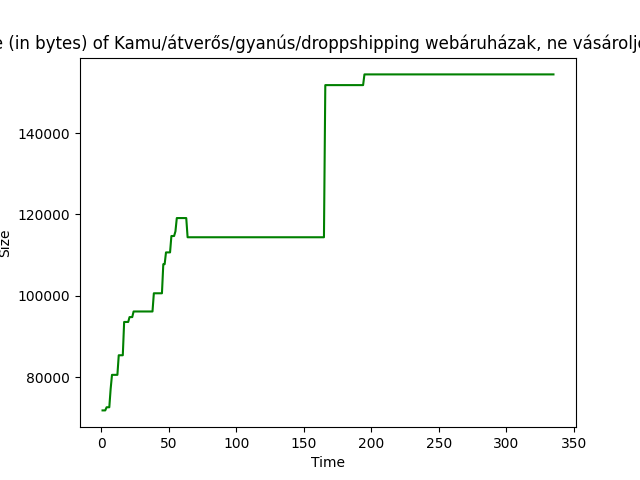 (in bytes) of Kamu/átverős/gyanús/droppshipping webáruházak, ne
Size
140000
120000
100000
80000
0 50 100 150 200 250 300 350
Time